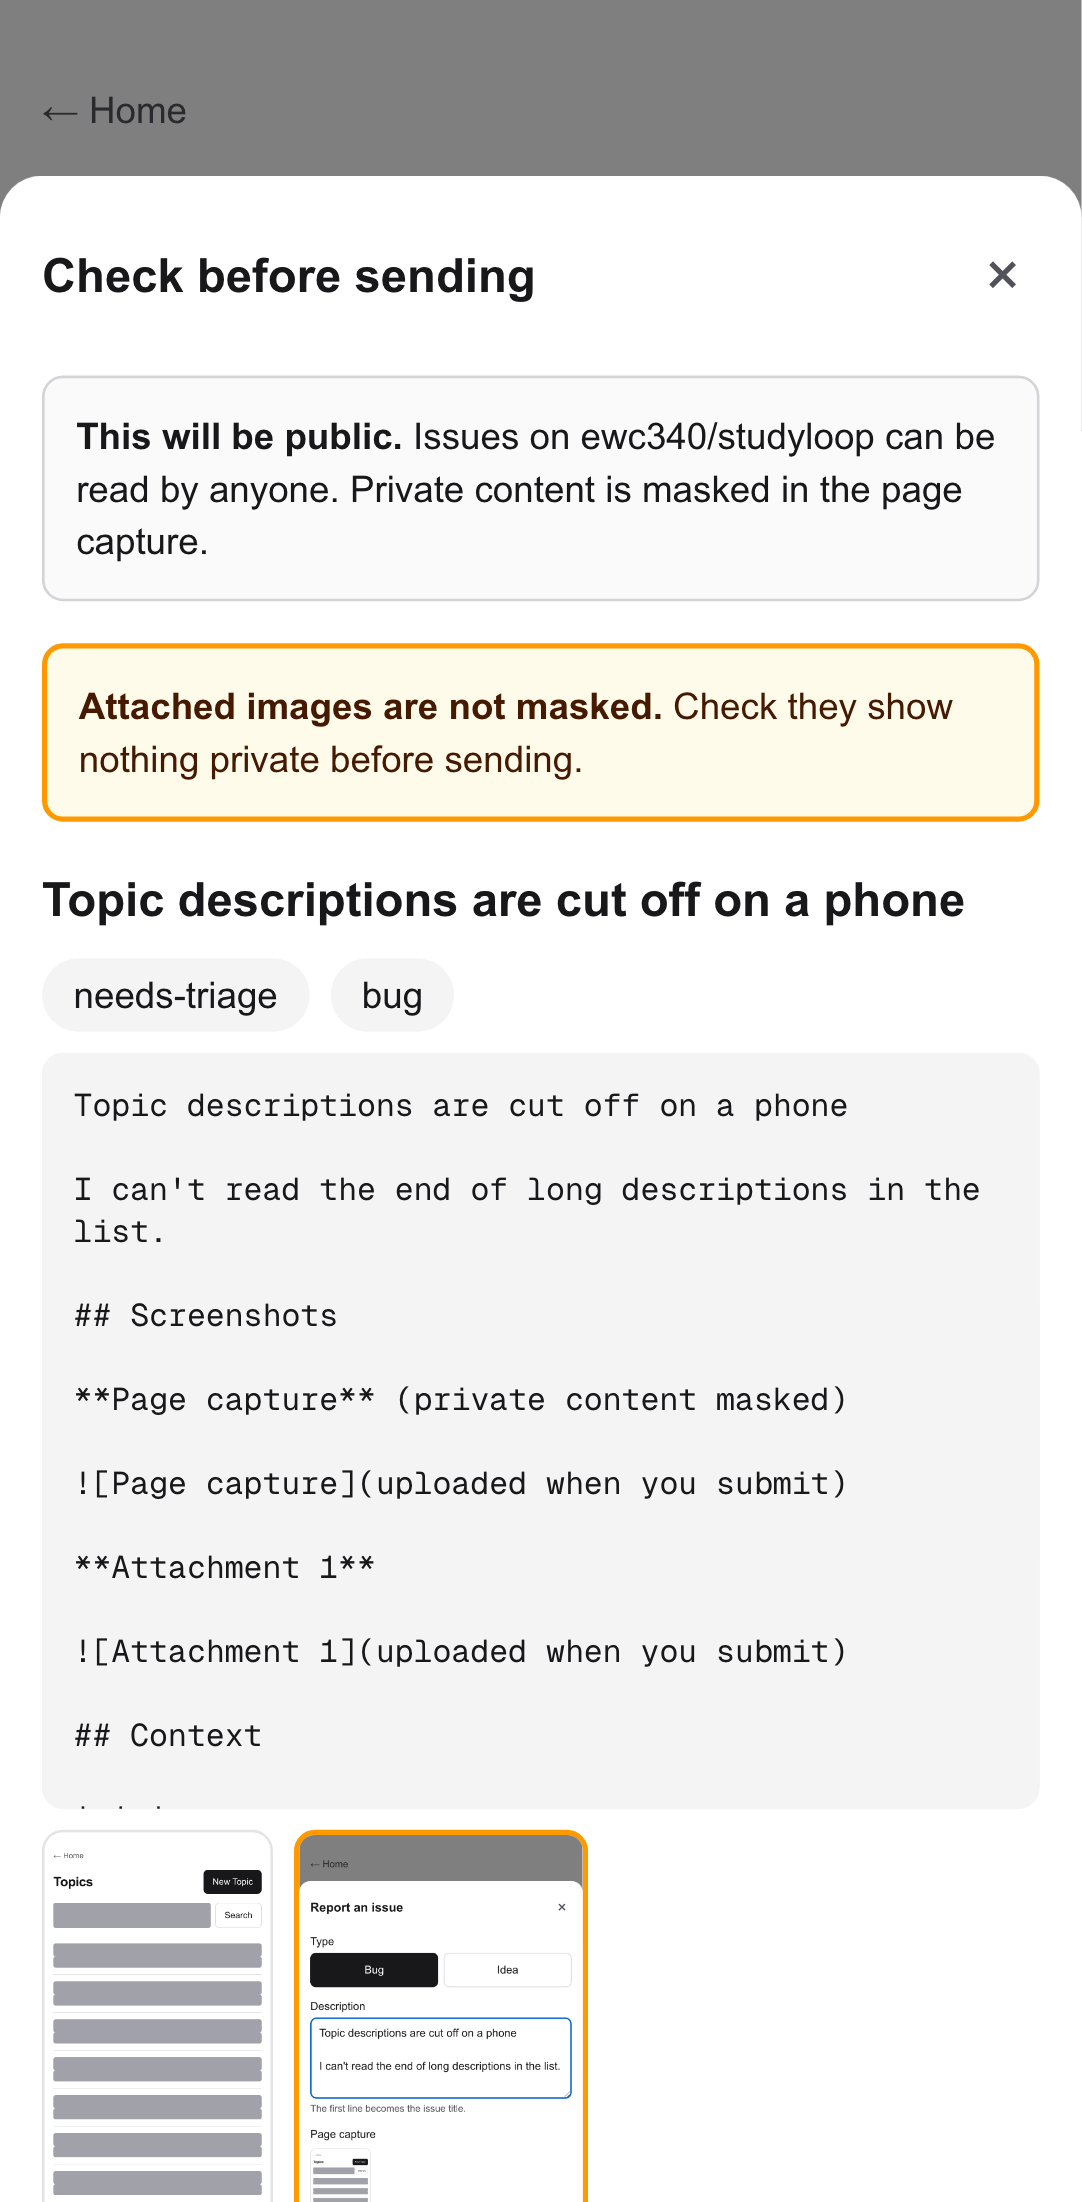 ← Home
Check before sending
×
This will be public. Issues on ewc340/studyloop can be
read by anyone. Private content is masked in the page
capture.
Attached images are not masked. Check they show
nothing private before sending.
Topic descriptions are cut off on a phone
needs-triage bug
Topic descriptions are cut off on a phone
I can't read the end of long descriptions in the
list.
## Screenshots
**Page capture** (private content masked)
![Page capture](uploaded when you submit)
**Attachment 1**
![Attachment 1](uploaded when you submit)
## Context
← Home
Topics New Topic
Search
← Home
Report an issue ×
Type
Bug Idea
Description
Topic descriptions are cut off on a phone
I can't read the end of long descriptions in the list.
The first line becomes the issue title.
Page capture